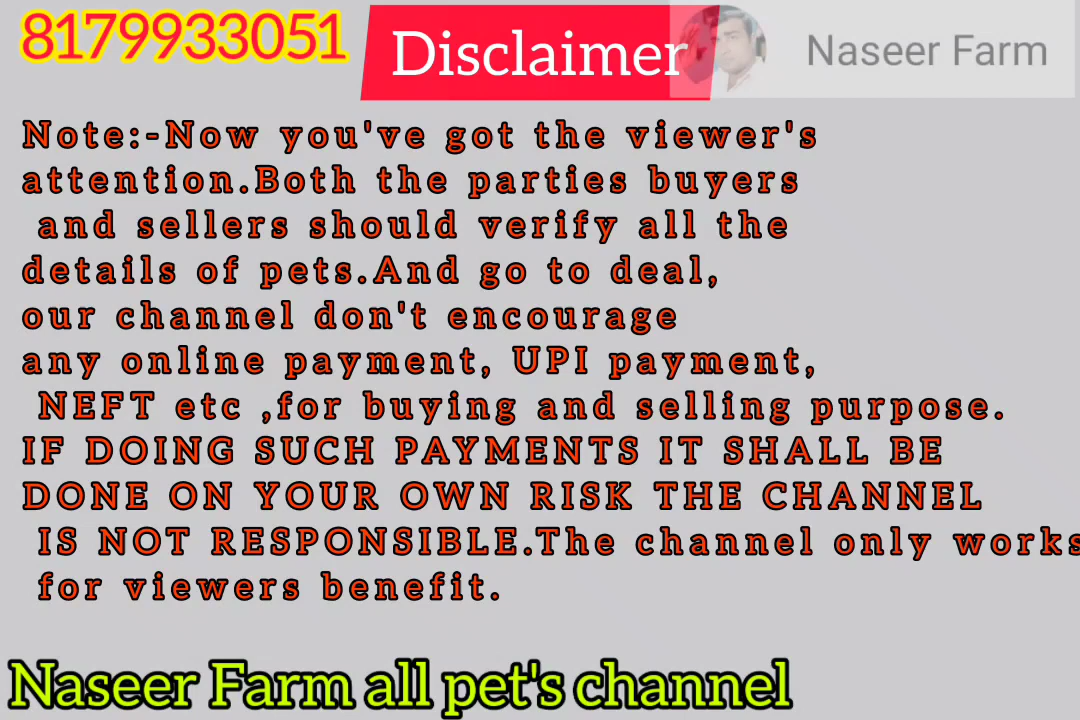 8179933051
Disclaimer
Naseer Farm
Note:-Now you've got the viewer's
attention.Both the parties buyers
and sellers should verify all the
details of pets.And go to deal,
our channel don't encourage
any online payment, UPI payment,
NEFT etc ,for buying and selling purpose.
IF DOING SUCH PAYMENTS IT SHALL BE
DONE ON YOUR OWN RISK THE CHANNEL
IS NOT RESPONSIBLE.The channel only works
for viewers benefit.
Naseer Farm all pet's channel